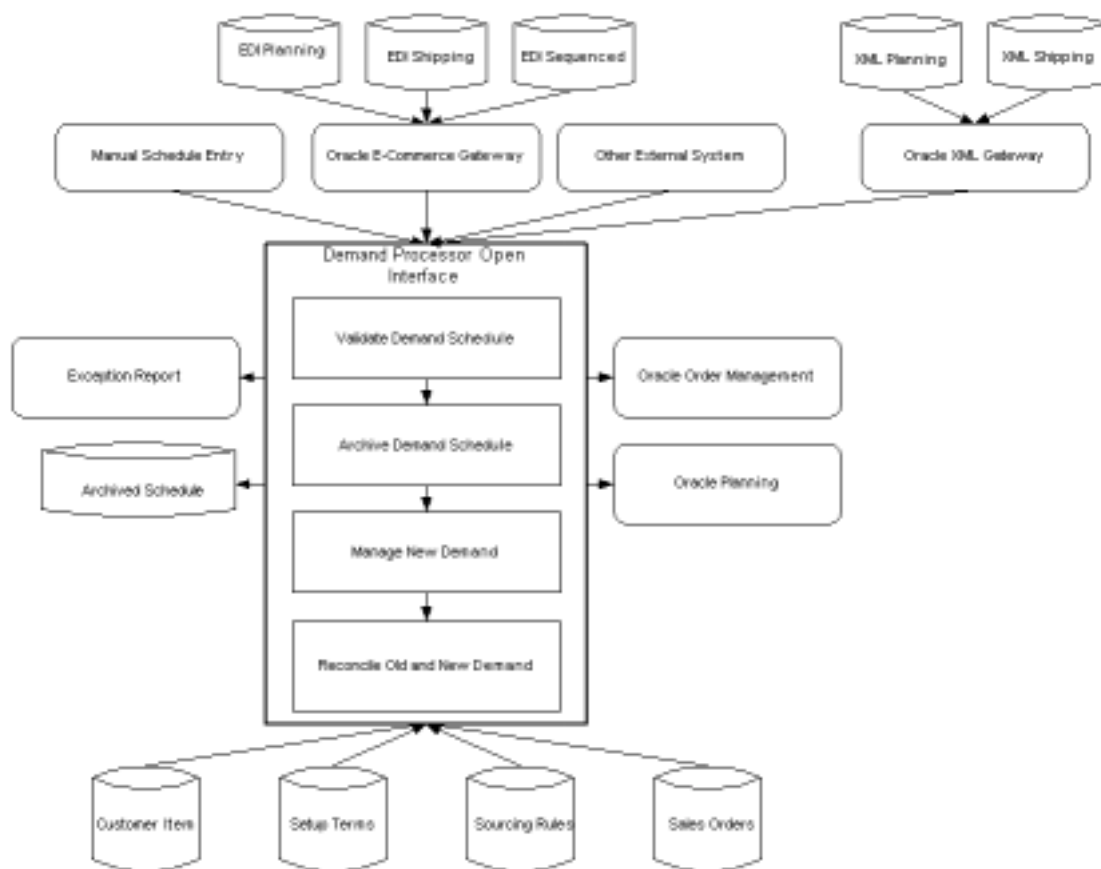 EDI Planning
EDI Shipping
EDI Sequenced
XML Planning
XML Shipping
Manual Schedule Entry
Oracle E-Commerce Gateway
Other External System
Oracle XML Gateway
Demand Processor Open
Interface
Validate Demand Schedule
Exception Report
Oracle Order Management
Archive Demand Schedule
Archived Schedule
Oracle Planning
Manage New Demand
Reconcile Old and New Demand
Customer Item
Setup Terms
Sourcing Rules
Sales Orders